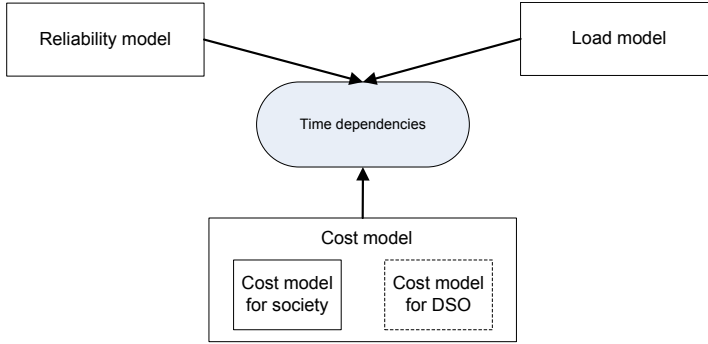 Reliability model
Load model
Time dependencies
Cost model
Cost model
for society
Cost model
for DSO